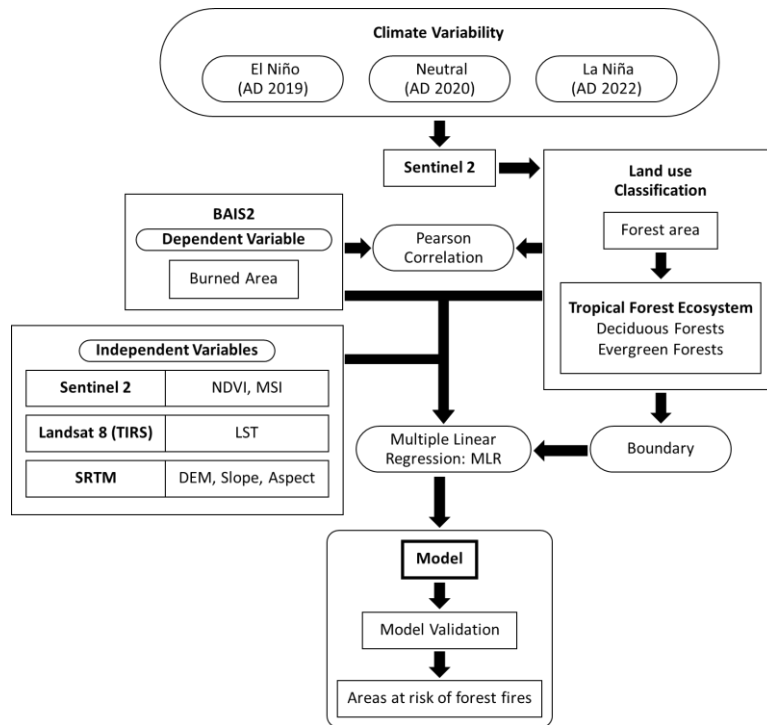 Climate Variability
El Niño
(AD 2019)
Neutral
(AD 2020)
La Niña
(AD 2022)
Sentinel 2
Land use
Classification
Forest area
Tropical Forest Ecosystem
Deciduous Forests
Evergreen Forests
BAIS2
Dependent Variable
Burned Area
Pearson
Correlation
Independent Variables
Sentinel 2
NDVI, MSI
Landsat 8 (TIRS)
LST
SRTM
DEM, Slope, Aspect
Multiple Linear
Regression: MLR
Boundary
Model
Model Validation
Areas at risk of forest fires